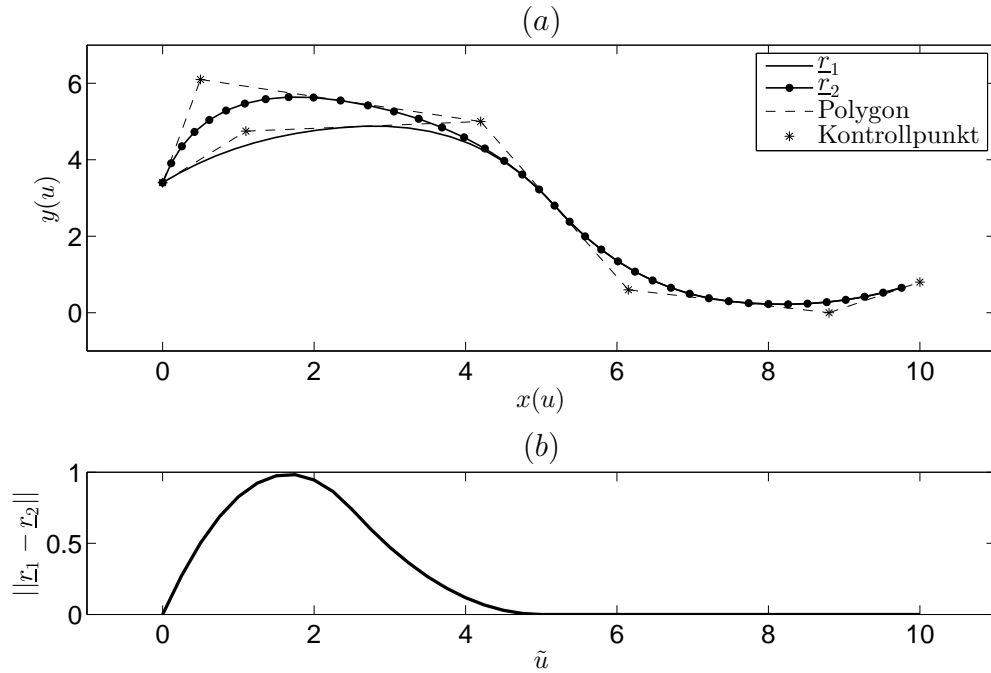 (a)
y(u)
6
4
2
0
r₁
r₂
Polygon
Kontrollpunkt
0 2 4 6 8 10
x(u)
(b)
||r₁ − r₂||
1
0.5
0
0 2 4 6 8 10
ũ